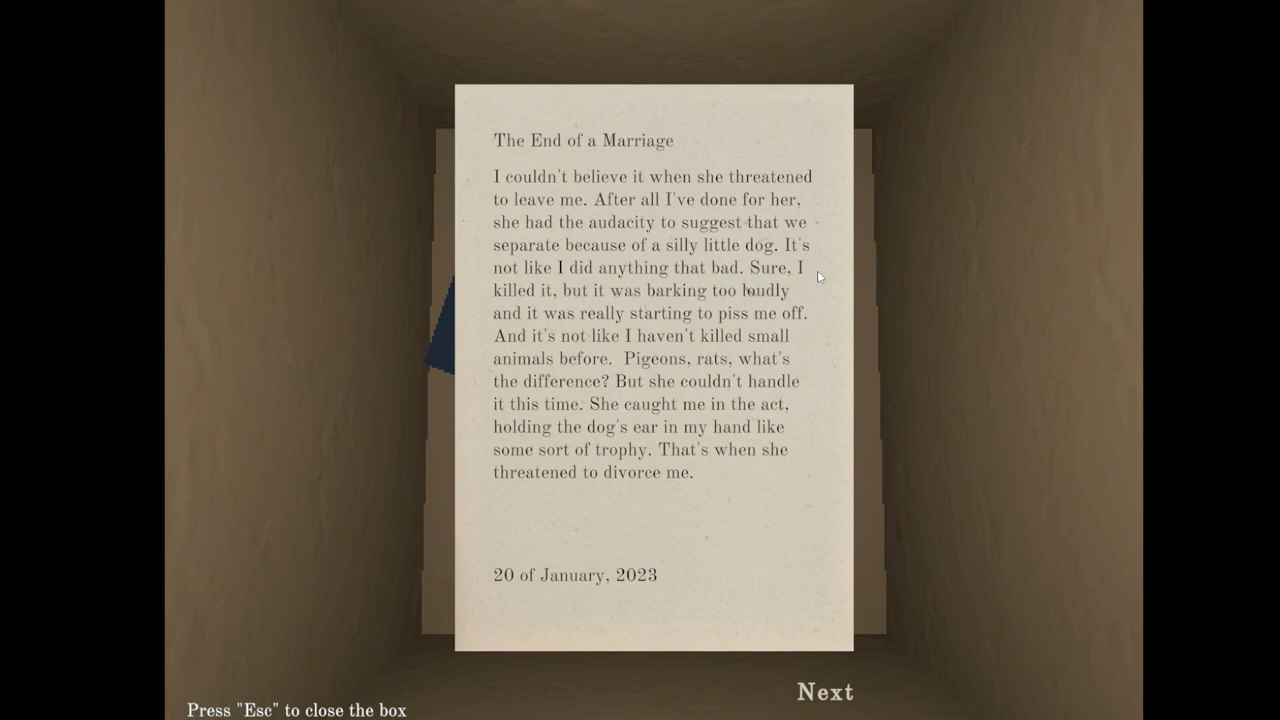 The End of a Marriage
I couldn't believe it when she threatened
to leave me. After all I've done for her,
she had the audacity to suggest that we
separate because of a silly little dog. It's
not like I did anything that bad. Sure, I
killed it, but it was barking too loudly
and it was really starting to piss me off.
And it's not like I haven't killed small
animals before.  Pigeons, rats, what's
the difference? But she couldn't handle
it this time. She caught me in the act,
holding the dog's ear in my hand like
some sort of trophy. That's when she
threatened to divorce me.
20 of January, 2023
Next
Press "Esc" to close the box